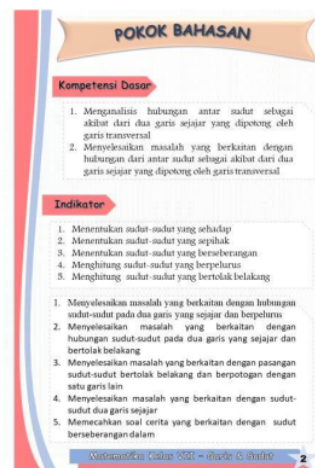 POKOK BAHASAN
Kompetensi Dasar
1. Menganalisis hubungan antar sudut sebagai
akibat dari dua garis sejajar yang dipotong oleh
garis transversal
2. Menyelesaikan masalah yang berkaitan dengan
hubungan dari antar sudut sebagai akibat dari dua
garis sejajar yang dipotong oleh garis transversal
Indikator
1. Menentukan sudut-sudut yang sehadap
2. Menentukan sudut-sudut yang sepihak
3. Menentukan sudut-sudut yang berseberangan
4. Menghitung sudut-sudut yang berpelurus
5. Menghitung sudut-sudut yang bertolak belakang
1. Menyelesaikan masalah yang berkaitan dengan hubungan
sudut-sudut pada dua garis yang sejajar dan berpelurus
2. Menyelesaikan masalah yang berkaitan dengan
hubungan sudut-sudut pada dua garis yang sejajar dan
bertolak belakang
3. Menyelesaikan masalah yang berkaitan dengan pasangan
sudut-sudut bertolak belakang dan berpotogan dengan
satu garis lain
4. Menyelesaikan masalah yang berkaitan dengan sudut-
sudut dua garis sejajar
5. Memecahkan soal cerita yang berkaitan dengan sudut
berseberangan dalam
Matematika Kelas VII – Garis & Sudut 2